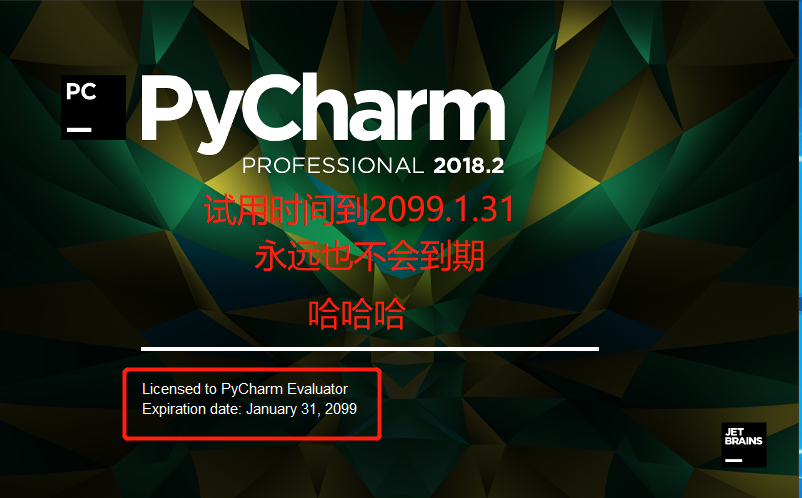 PC
PyCharm
PROFESSIONAL 2018.2
试用时间到2099.1.31
永远也不会到期
哈哈哈
Licensed to PyCharm Evaluator
Expiration date: January 31, 2099
JET
BRAINS